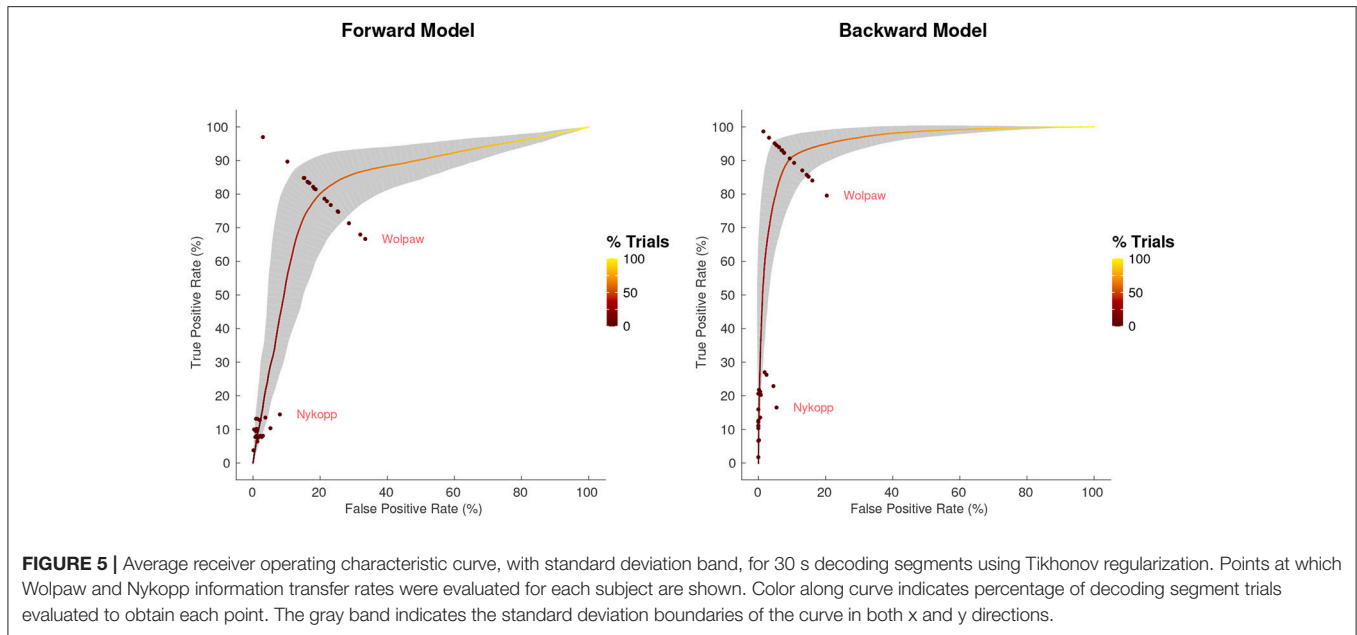 Forward Model
Backward Model
100
90
80
70
60
50
40
30
20
10
0
True Positive Rate (%)
0 20 40 60 80 100
False Positive Rate (%)
Wolpaw
Nykopp
% Trials
100
50
0
100
90
80
70
60
50
40
30
20
10
0
True Positive Rate (%)
0 20 40 60 80 100
False Positive Rate (%)
Wolpaw
Nykopp
% Trials
100
50
0
FIGURE 5 | Average receiver operating characteristic curve, with standard deviation band, for 30 s decoding segments using Tikhonov regularization. Points at which
Wolpaw and Nykopp information transfer rates were evaluated for each subject are shown. Color along curve indicates percentage of decoding segment trials
evaluated to obtain each point. The gray band indicates the standard deviation boundaries of the curve in both x and y directions.